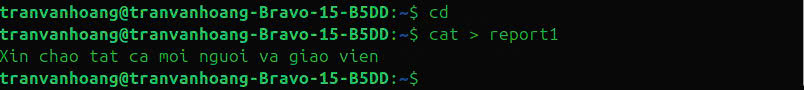 tranvanhoang@tranvanhoang-Bravo-15-B5DD:~$ cd
tranvanhoang@tranvanhoang-Bravo-15-B5DD:~$ cat > report1
Xin chao tat ca moi nguoi va giao vien
tranvanhoang@tranvanhoang-Bravo-15-B5DD:~$